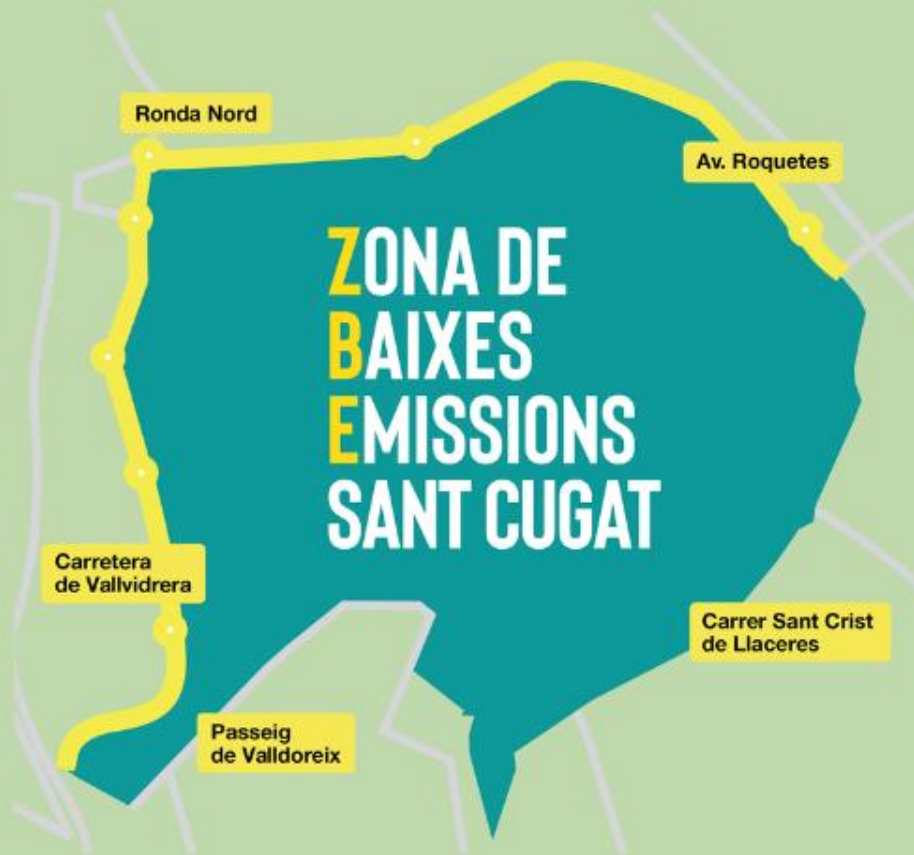 Ronda Nord
Av. Roquetes
ZONA DE
BAIXES
EMISSIONS
SANT CUGAT
Carretera
de Vallvidrera
Carrer Sant Crist
de Llaceres
Passeig
de Valldoreix